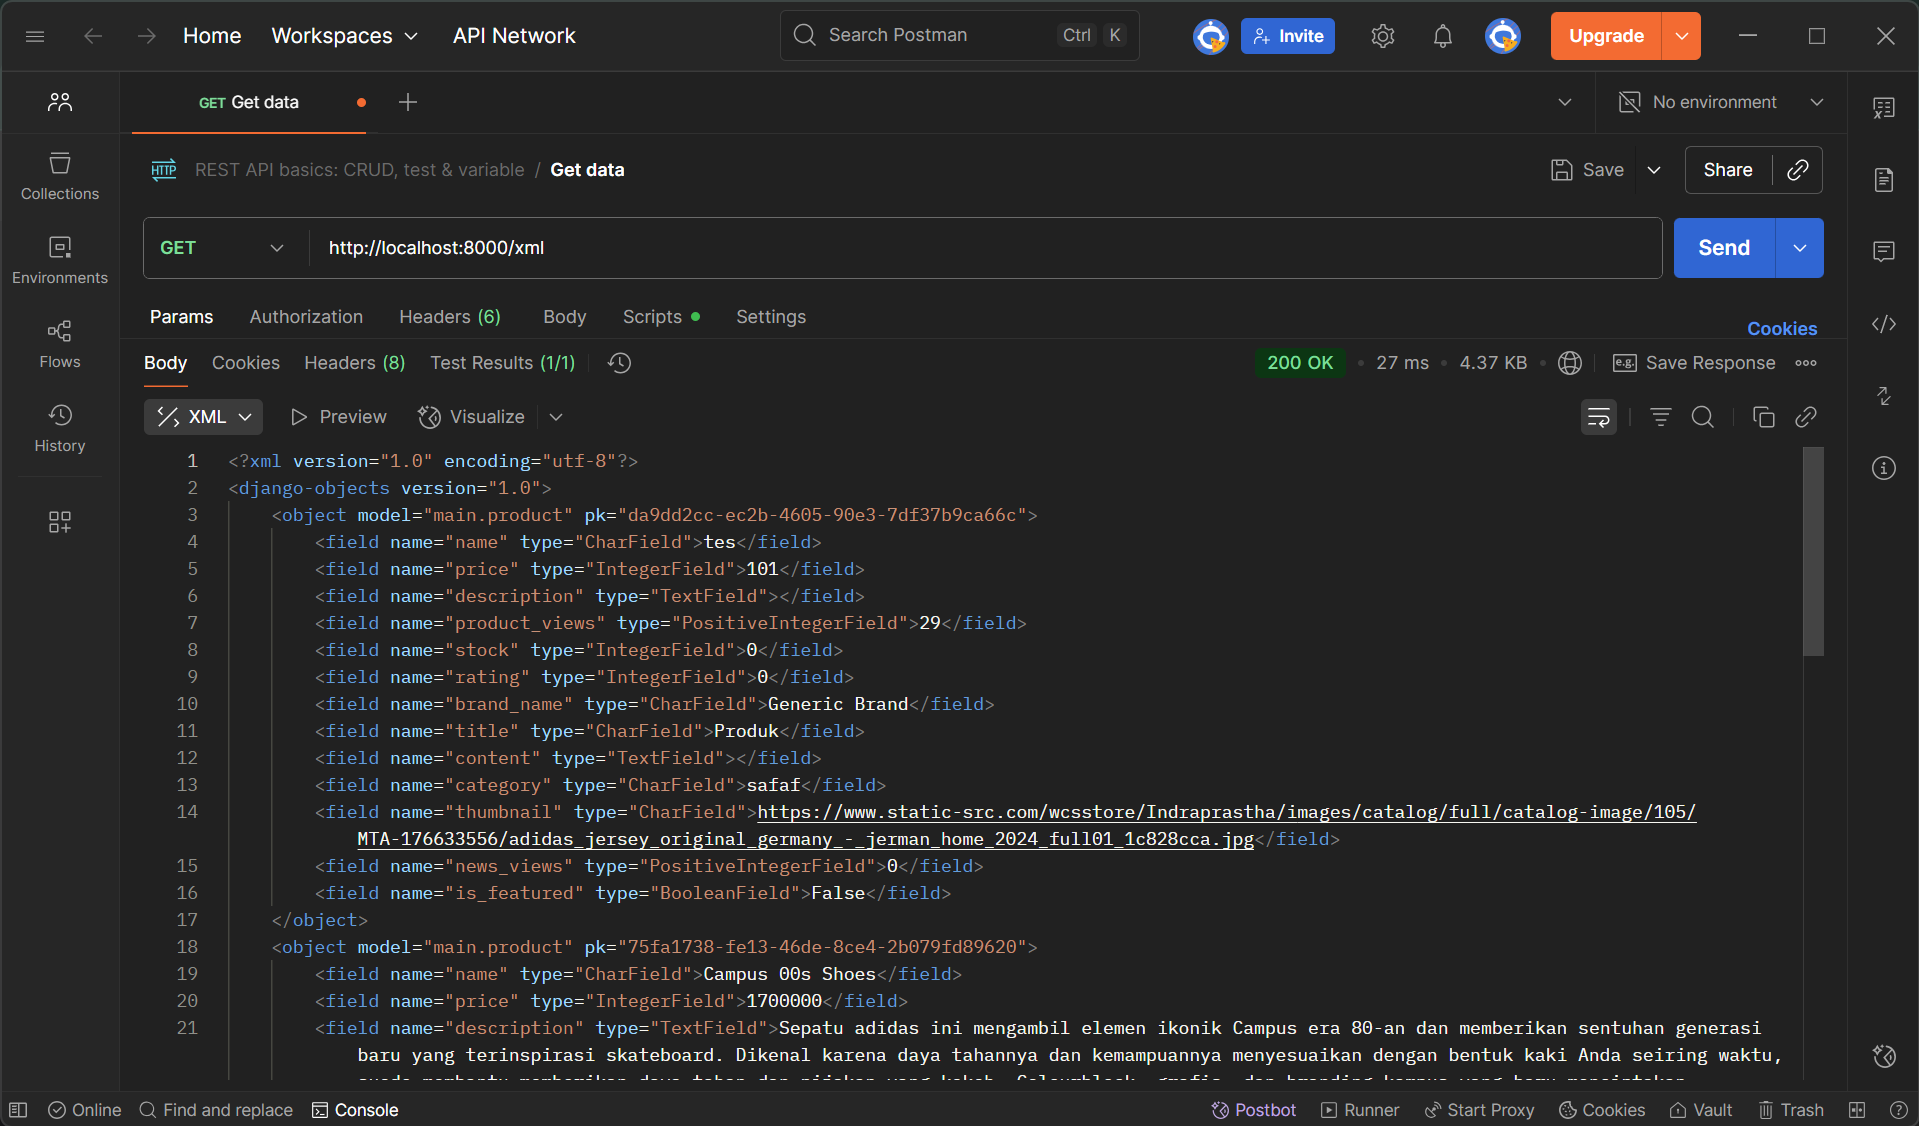 Home Workspaces API Network Search Postman Ctrl K Invite Upgrade
GET Get data No environment
HTTP REST API basics: CRUD, test & variable / Get data Save Share
Collections
Environments
Flows
History
GET http://localhost:8000/xml Send
Params Authorization Headers (6) Body Scripts Settings Cookies
Body Cookies Headers (8) Test Results (1/1) 200 OK 27 ms 4.37 KB e.g. Save Response
XML Preview Visualize
1 <?xml version="1.0" encoding="utf-8"?>
2 <django-objects version="1.0">
3 <object model="main.product" pk="da9dd2cc-ec2b-4605-90e3-7df37b9ca66c">
4 <field name="name" type="CharField">tes</field>
5 <field name="price" type="IntegerField">101</field>
6 <field name="description" type="TextField"></field>
7 <field name="product_views" type="PositiveIntegerField">29</field>
8 <field name="stock" type="IntegerField">0</field>
9 <field name="rating" type="IntegerField">0</field>
10 <field name="brand_name" type="CharField">Generic Brand</field>
11 <field name="title" type="CharField">Produk</field>
12 <field name="content" type="TextField"></field>
13 <field name="category" type="CharField">safaf</field>
14 <field name="thumbnail" type="CharField">https://www.static-src.com/wcsstore/Indraprastha/images/catalog/full/catalog-image/105/
MTA-176633556/adidas_jersey_original_germany_-_jerman_home_2024_full01_1c828cca.jpg</field>
15 <field name="news_views" type="PositiveIntegerField">0</field>
16 <field name="is_featured" type="BooleanField">False</field>
17 </object>
18 <object model="main.product" pk="75fa1738-fe13-46de-8ce4-2b079fd89620">
19 <field name="name" type="CharField">Campus 00s Shoes</field>
20 <field name="price" type="IntegerField">1700000</field>
21 <field name="description" type="TextField">Sepatu adidas ini mengambil elemen ikonik Campus era 80-an dan memberikan sentuhan generasi
baru yang terinspirasi skateboard. Dikenal karena daya tahannya dan kemampuannya menyesuaikan dengan bentuk kaki Anda seiring waktu,
Online Find and replace Console Postbot Runner Start Proxy Cookies Vault Trash